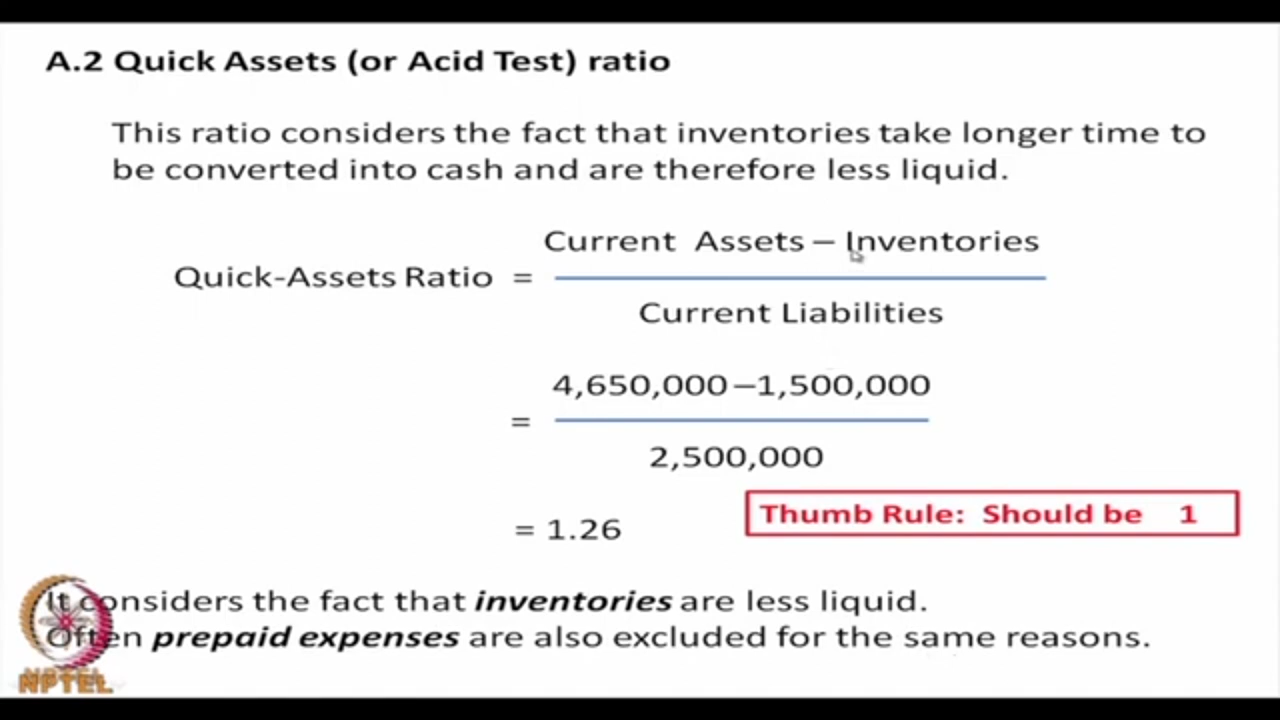 A.2 Quick Assets (or Acid Test) ratio
This ratio considers the fact that inventories take longer time to
be converted into cash and are therefore less liquid.
Current Assets – Inventories
Quick-Assets Ratio =
Current Liabilities
4,650,000–1,500,000
=
2,500,000
= 1.26
Thumb Rule: Should be 1
It considers the fact that inventories are less liquid.
Often prepaid expenses are also excluded for the same reasons.
NPTEL